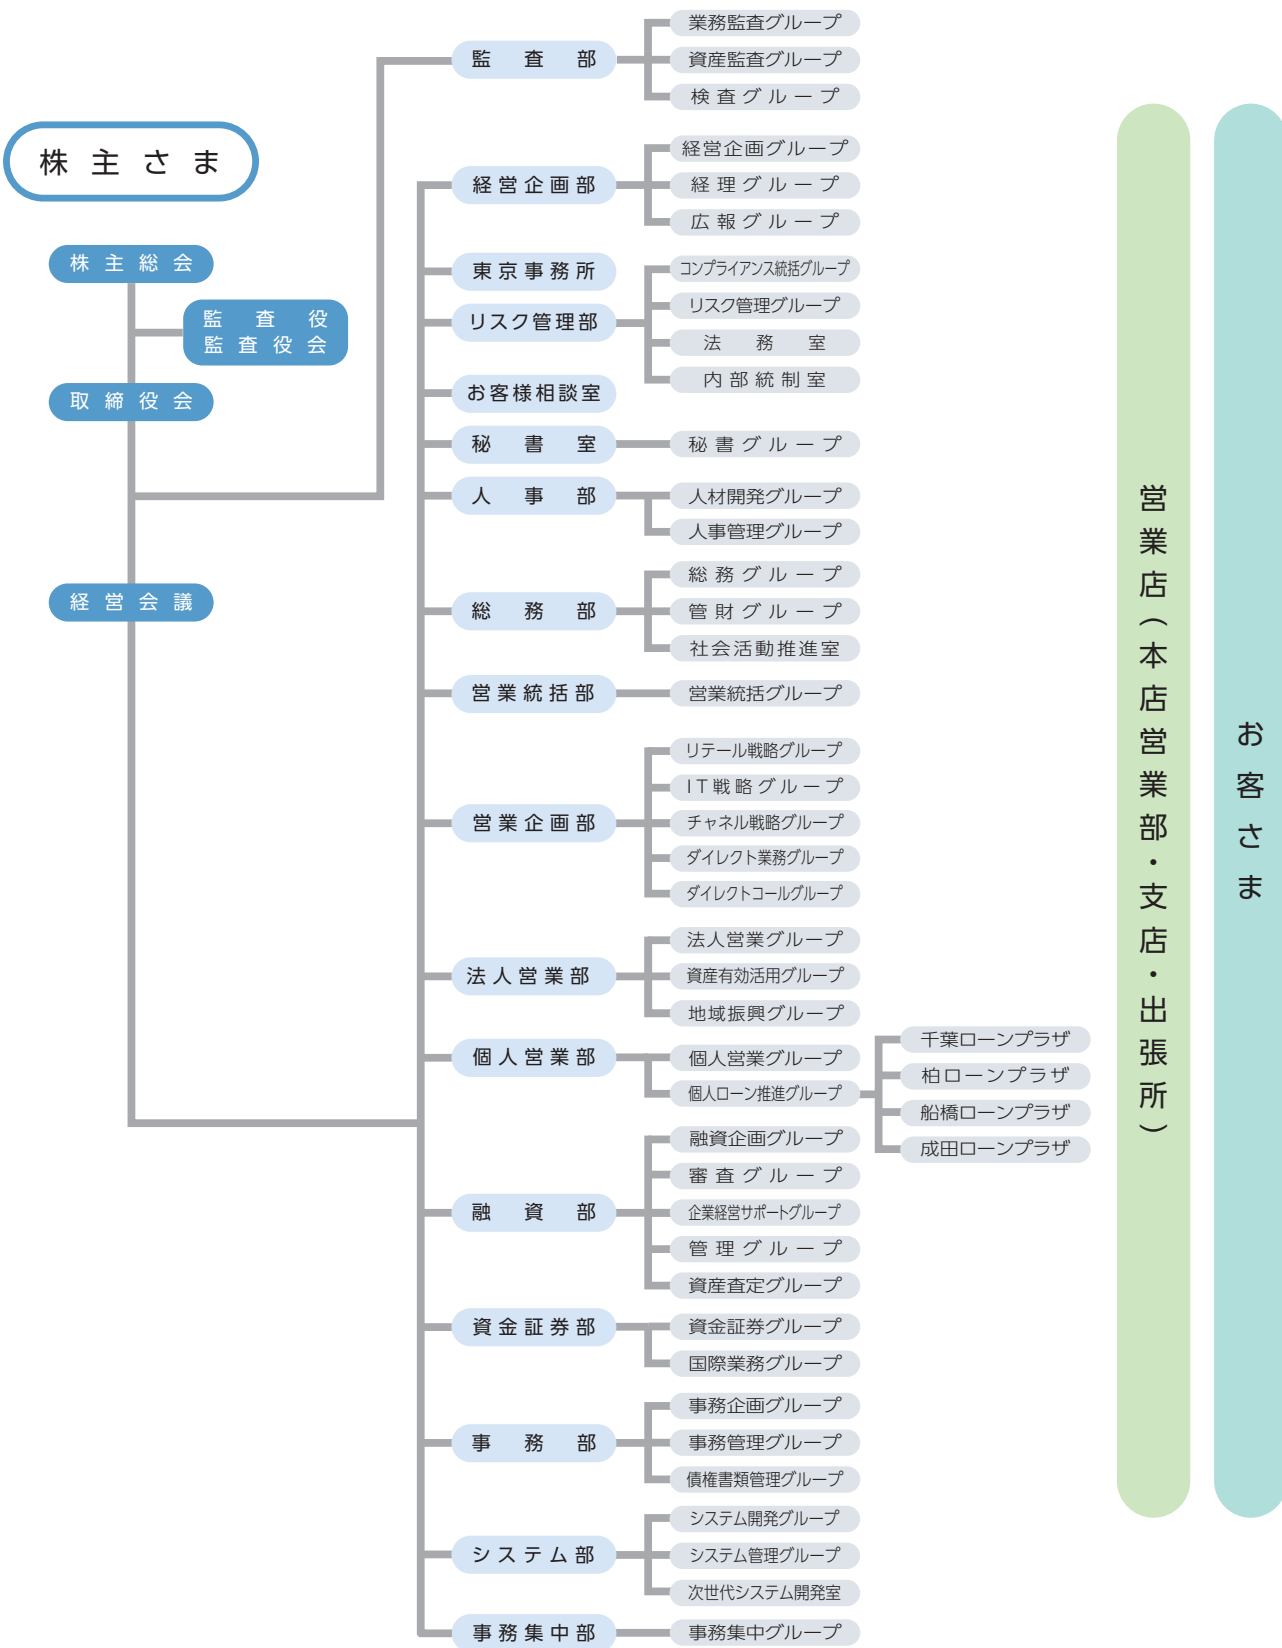 株主さま
株主総会
監査役
監査役会
取締役会
経営会議
監査部
業務監査グループ
資産監査グループ
検査グループ
経営企画部
経営企画グループ
経理グループ
広報グループ
東京事務所
リスク管理部
コンプライアンス統括グループ
リスク管理グループ
法務室
内部統制室
お客様相談室
秘書室
秘書グループ
人事部
人材開発グループ
人事管理グループ
総務部
総務グループ
管財グループ
社会活動推進室
営業統括部
営業統括グループ
営業企画部
リテール戦略グループ
IT戦略グループ
チャネル戦略グループ
ダイレクト業務グループ
ダイレクトコールグループ
法人営業部
法人営業グループ
資産有効活用グループ
地域振興グループ
個人営業部
個人営業グループ
個人ローン推進グループ
千葉ローンプラザ
柏ローンプラザ
船橋ローンプラザ
成田ローンプラザ
融資部
融資企画グループ
審査グループ
企業経営サポートグループ
管理グループ
資産査定グループ
資金証券部
資金証券グループ
国際業務グループ
事務部
事務企画グループ
事務管理グループ
債権書類管理グループ
システム部
システム開発グループ
システム管理グループ
次世代システム開発室
事務集中部
事務集中グループ
営業店(本店営業部・支店・出張所)
お客さま